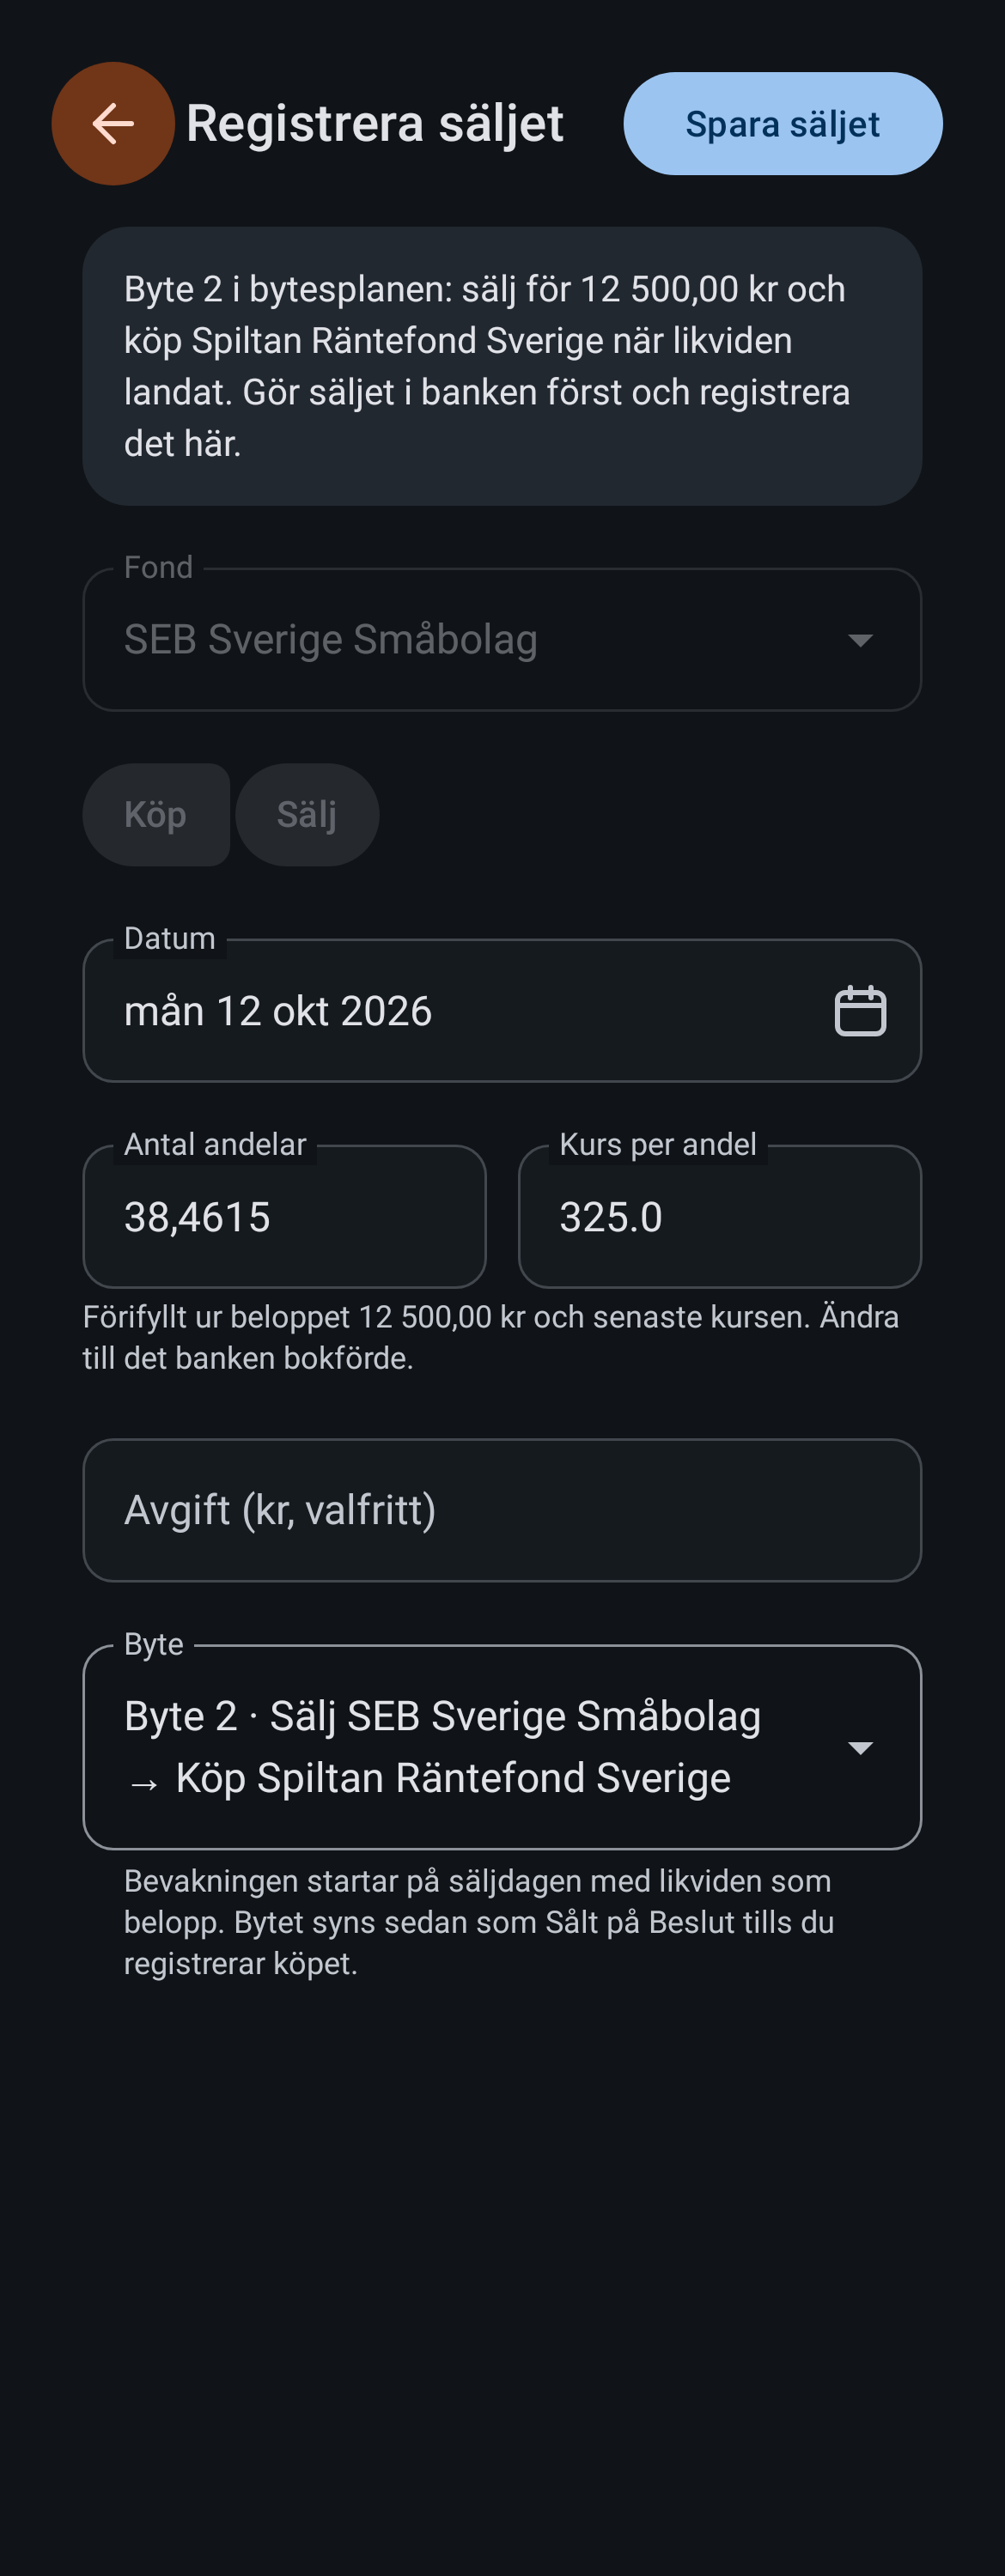 Registrera säljet
Spara säljet
Byte 2 i bytesplanen: sälj för 12 500,00 kr och
köp Spiltan Räntefond Sverige när likviden
landat. Gör säljet i banken först och registrera
det här.
Fond
SEB Sverige Småbolag
Köp
Sälj
Datum
mån 12 okt 2026
Antal andelar
38,4615
Kurs per andel
325.0
Förifyllt ur beloppet 12 500,00 kr och senaste kursen. Ändra
till det banken bokförde.
Avgift (kr, valfritt)
Byte
Byte 2 · Sälj SEB Sverige Småbolag
→ Köp Spiltan Räntefond Sverige
Bevakningen startar på säljdagen med likviden som
belopp. Bytet syns sedan som Sålt på Beslut tills du
registrerar köpet.